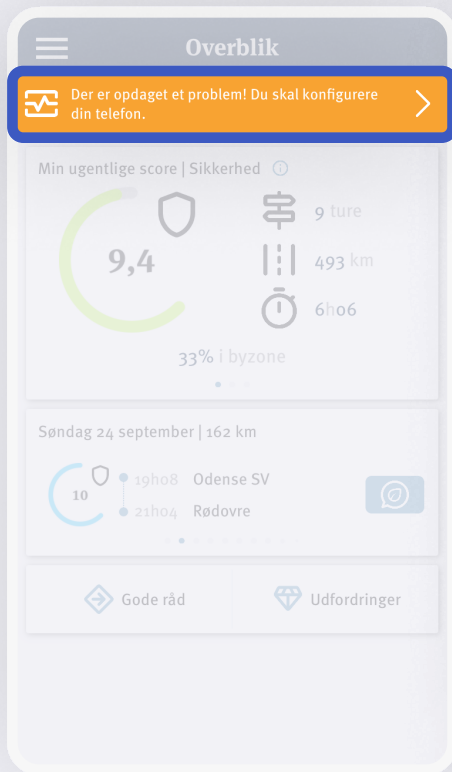 Overblik
Der er opdaget et problem! Du skal konfigurere
din telefon.
Min ugentlige score | Sikkerhed
9,4
9 ture
493 km
6h06
33% i byzone
Søndag 24 september | 162 km
10
19h08 Odense SV
21h04 Rødovre
Gode råd
Udfordringer